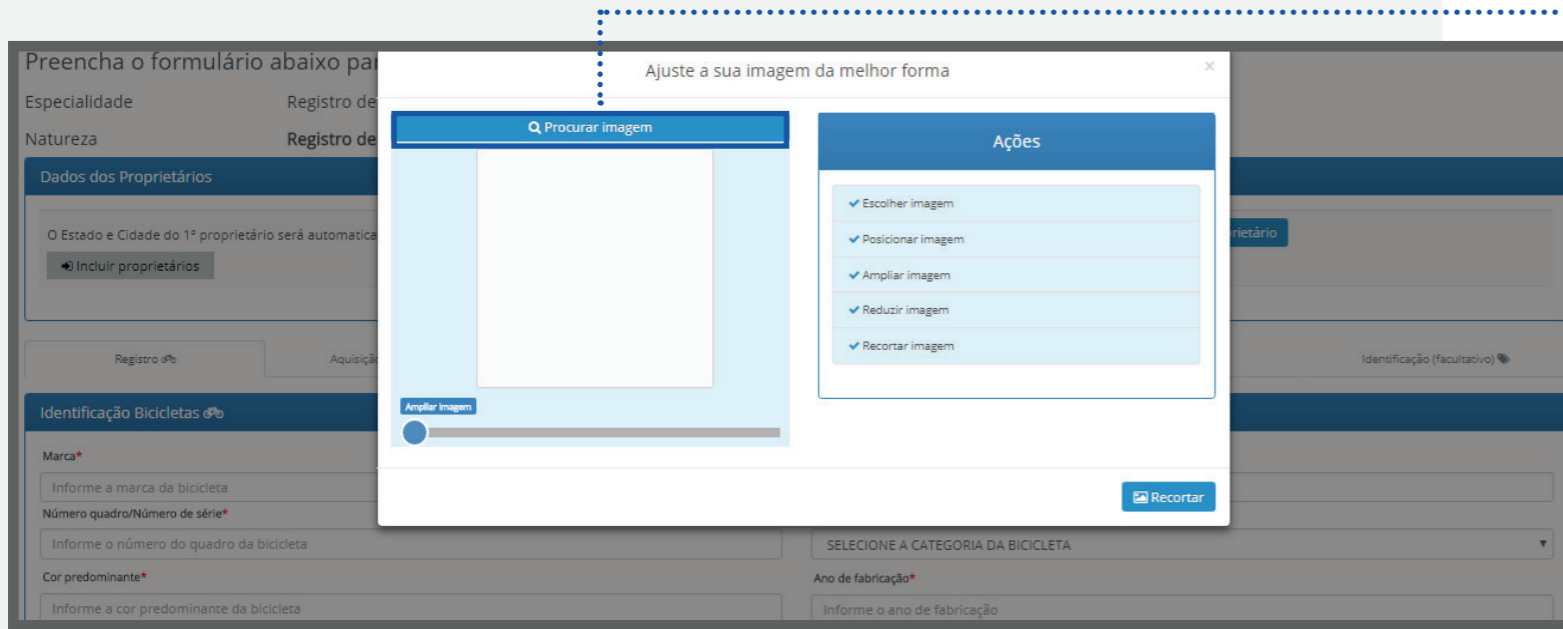 Preencha o formulário abaixo par
Especialidade Registro de
Natureza Registro de
Dados dos Proprietários
O Estado e Cidade do 1º proprietário será automatica
rietário
Incluir proprietários
Registro
Aquisição
Identificação (facultativo)
Identificação Bicicletas
Marca*
Informe a marca da bicicleta
Número quadro/Número de série*
Informe o número do quadro da bicicleta
SELECIONE A CATEGORIA DA BICICLETA
Cor predominante*
Ano de fabricação*
Informe a cor predominante da bicicleta
Informe o ano de fabricação
Ajuste a sua imagem da melhor forma
×
Procurar imagem
Ampliar imagem
Ações
Escolher imagem
Posicionar imagem
Ampliar imagem
Reduzir imagem
Recortar imagem
Recortar